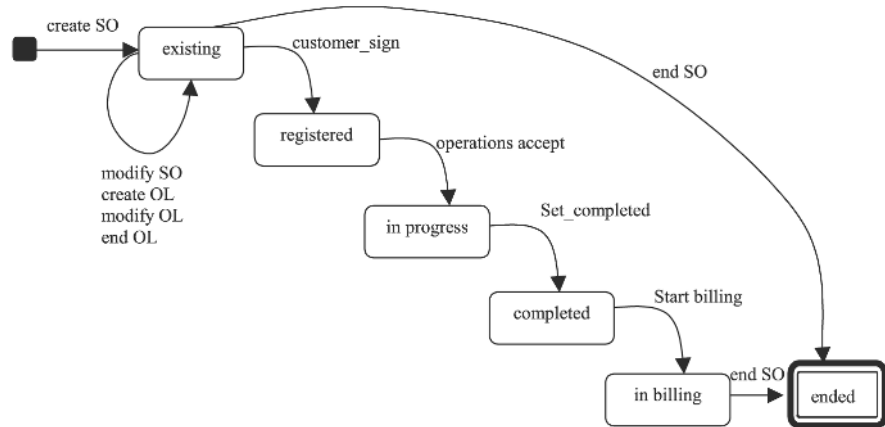 create SO
existing
customer_sign
end SO
modify SO
create OL
modify OL
end OL
registered
operations accept
in progress
Set_completed
completed
Start billing
in billing
end SO
ended